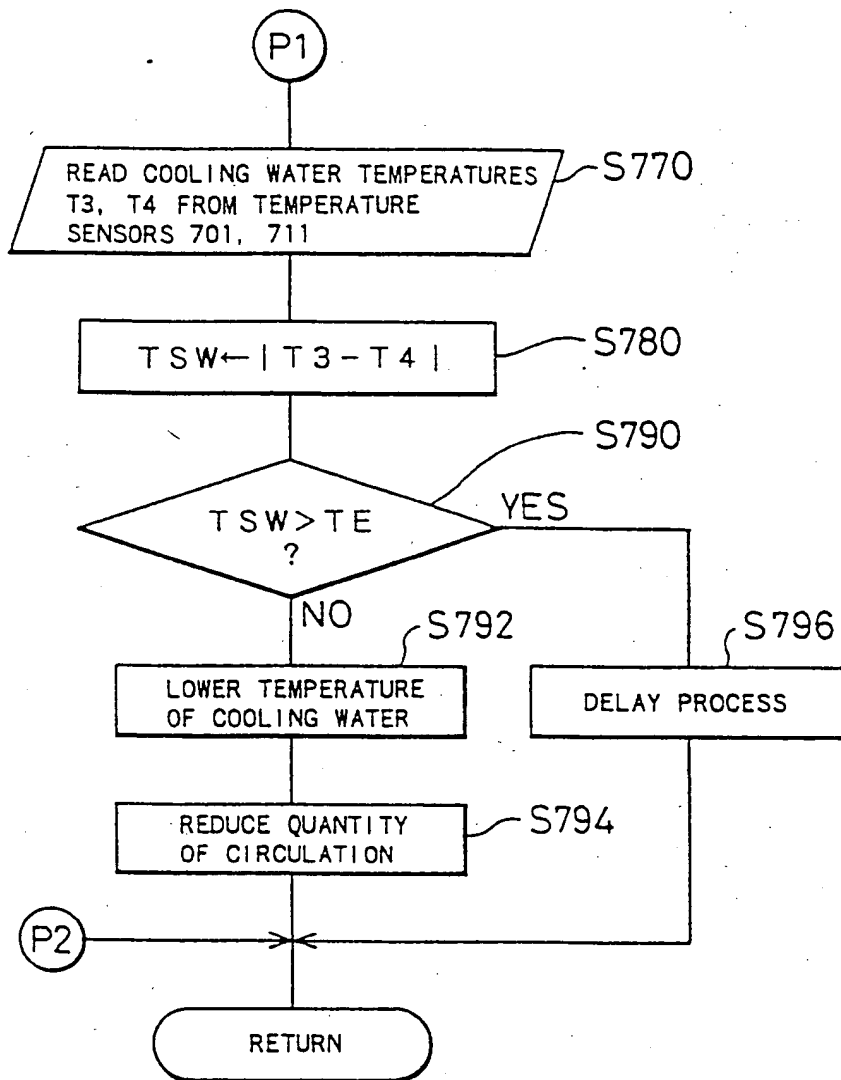 P1
READ COOLING WATER TEMPERATURES
T3, T4 FROM TEMPERATURE
SENSORS 701, 711
S770
TSW←|T3-T4|
S780
S790
TSW>TE
?
YES
NO
S792
LOWER TEMPERATURE
OF COOLING WATER
S796
DELAY PROCESS
REDUCE QUANTITY
OF CIRCULATION
S794
P2
RETURN